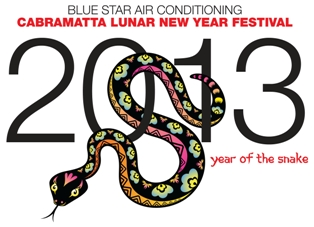 BLUE STAR AIR CONDITIONING
CABRAMATTA LUNAR NEW YEAR FESTIVAL
2013
year of the snake